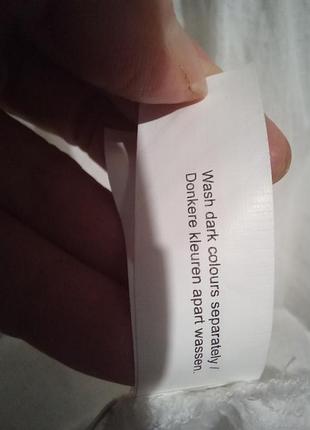 Wash dark colours separately /
Donkere kleuren apart wassen.